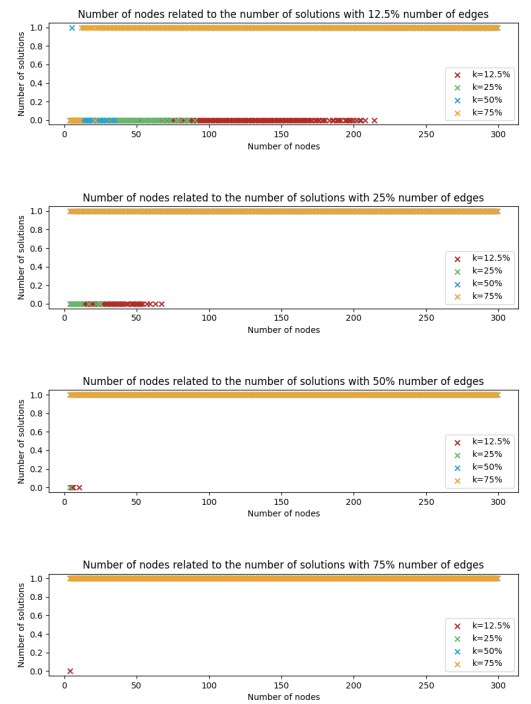 Number of nodes related to the number of solutions with 12.5% number of edges
Number of solutions
1.0
0.8
0.6
0.4
0.2
0.0
k=12.5%
k=25%
k=50%
k=75%
0 50 100 150 200 250 300
Number of nodes
Number of nodes related to the number of solutions with 25% number of edges
Number of solutions
1.0
0.8
0.6
0.4
0.2
0.0
k=12.5%
k=25%
k=50%
k=75%
0 50 100 150 200 250 300
Number of nodes
Number of nodes related to the number of solutions with 50% number of edges
Number of solutions
1.0
0.8
0.6
0.4
0.2
0.0
k=12.5%
k=25%
k=50%
k=75%
0 50 100 150 200 250 300
Number of nodes
Number of nodes related to the number of solutions with 75% number of edges
Number of solutions
1.0
0.8
0.6
0.4
0.2
0.0
k=12.5%
k=25%
k=50%
k=75%
0 50 100 150 200 250 300
Number of nodes